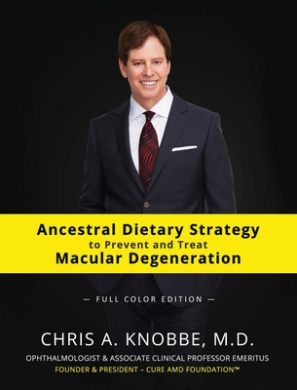 Ancestral Dietary Strategy
to Prevent and Treat
Macular Degeneration
— FULL COLOR EDITION —
CHRIS A. KNOBBE, M.D.
OPHTHALMOLOGIST & ASSOCIATE CLINICAL PROFESSOR EMERITUS
FOUNDER & PRESIDENT – CURE AMD FOUNDATION™